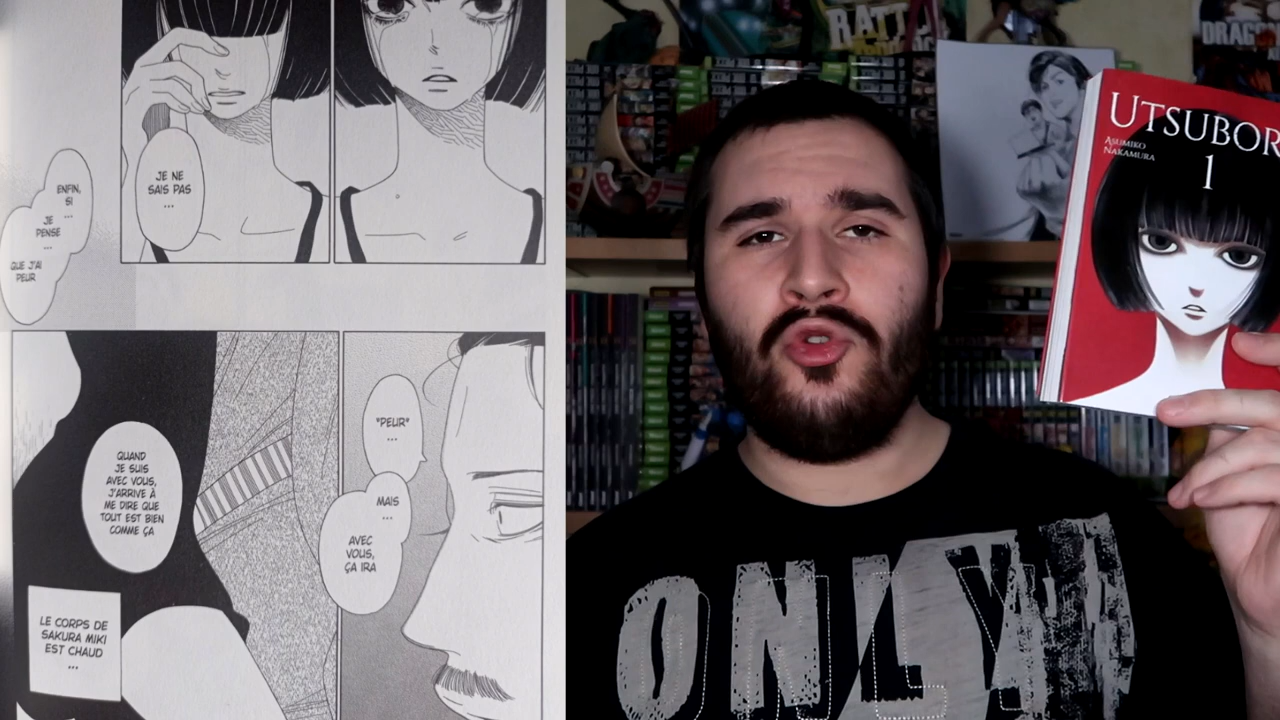 JE NE
SAIS PAS
...
ENFIN,
SI
...
JE
PENSE
...
QUE J'AI
PEUR
"PEUR"
...
MAIS
...
AVEC
VOUS,
ÇA IRA
QUAND
JE SUIS
AVEC VOUS,
J'ARRIVE À
ME DIRE QUE
TOUT EST BIEN
COMME ÇA
LE CORPS DE
SAKURA MIKI
EST CHAUD
...
UTSUBOR
ASUMIKO
NAKAMURA
1
ONLY